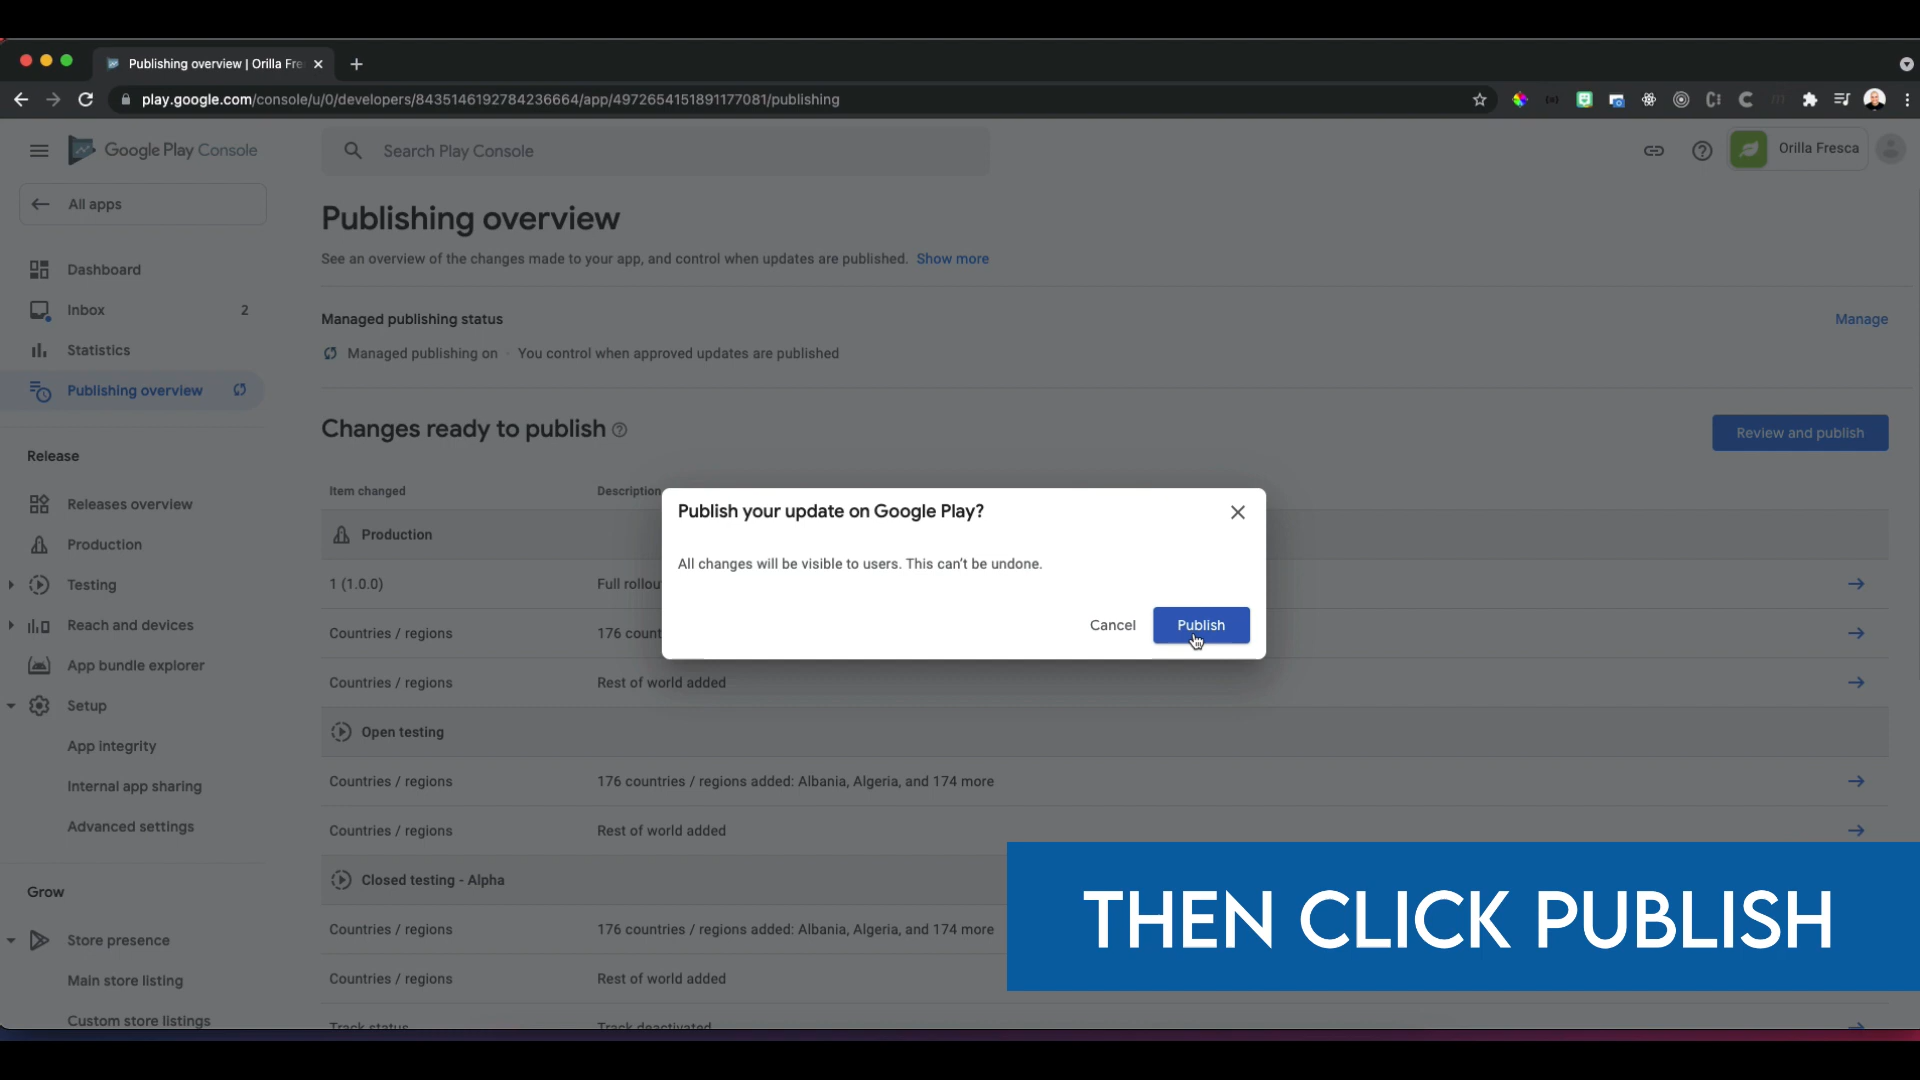 Publishing overview | Orilla Fre
play.google.com/console/u/0/developers/8435146192784236664/app/4972654151891177081/publishing
Google Play Console
Search Play Console
Orilla Fresca
All apps
Dashboard
Inbox 2
Statistics
Publishing overview
Release
Releases overview
Production
Testing
Reach and devices
App bundle explorer
Setup
App integrity
Internal app sharing
Advanced settings
Grow
Store presence
Main store listing
Custom store listings
Publishing overview
See an overview of the changes made to your app, and control when updates are published. Show more
Managed publishing status
Manage
Managed publishing on · You control when approved updates are published
Changes ready to publish
Review and publish
Item changed Description
Production
1 (1.0.0) Full rollou
Countries / regions 176 count
Countries / regions Rest of world added
Open testing
Countries / regions 176 countries / regions added: Albania, Algeria, and 174 more
Countries / regions Rest of world added
Closed testing - Alpha
Countries / regions 176 countries / regions added: Albania, Algeria, and 174 more
Countries / regions Rest of world added
Track status Track deactivated
Publish your update on Google Play?
All changes will be visible to users. This can't be undone.
Cancel Publish
THEN CLICK PUBLISH